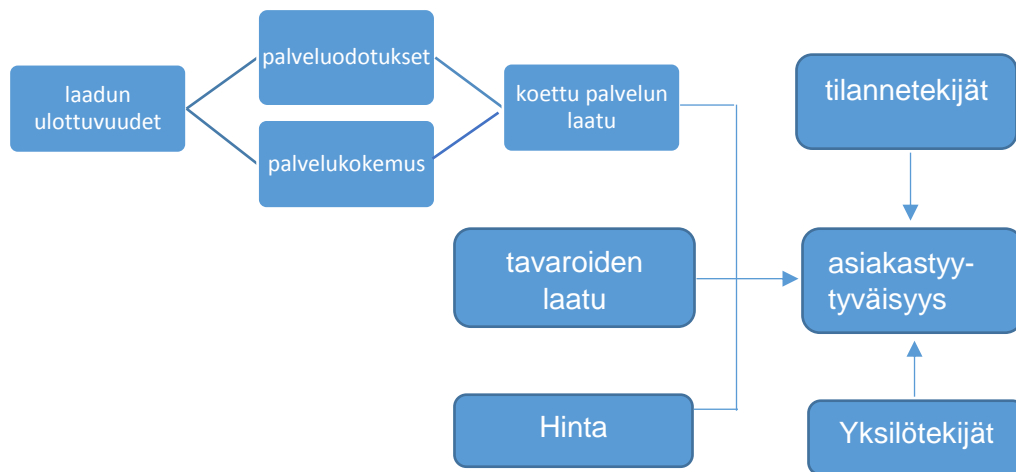 palveluodotukset
laadun
ulottuvuudet
palvelukokemus
koettu palvelun
laatu
tilannetekijät
tavaroiden
laatu
asiakastyy-
tyväisyys
Hinta
Yksilötekijät